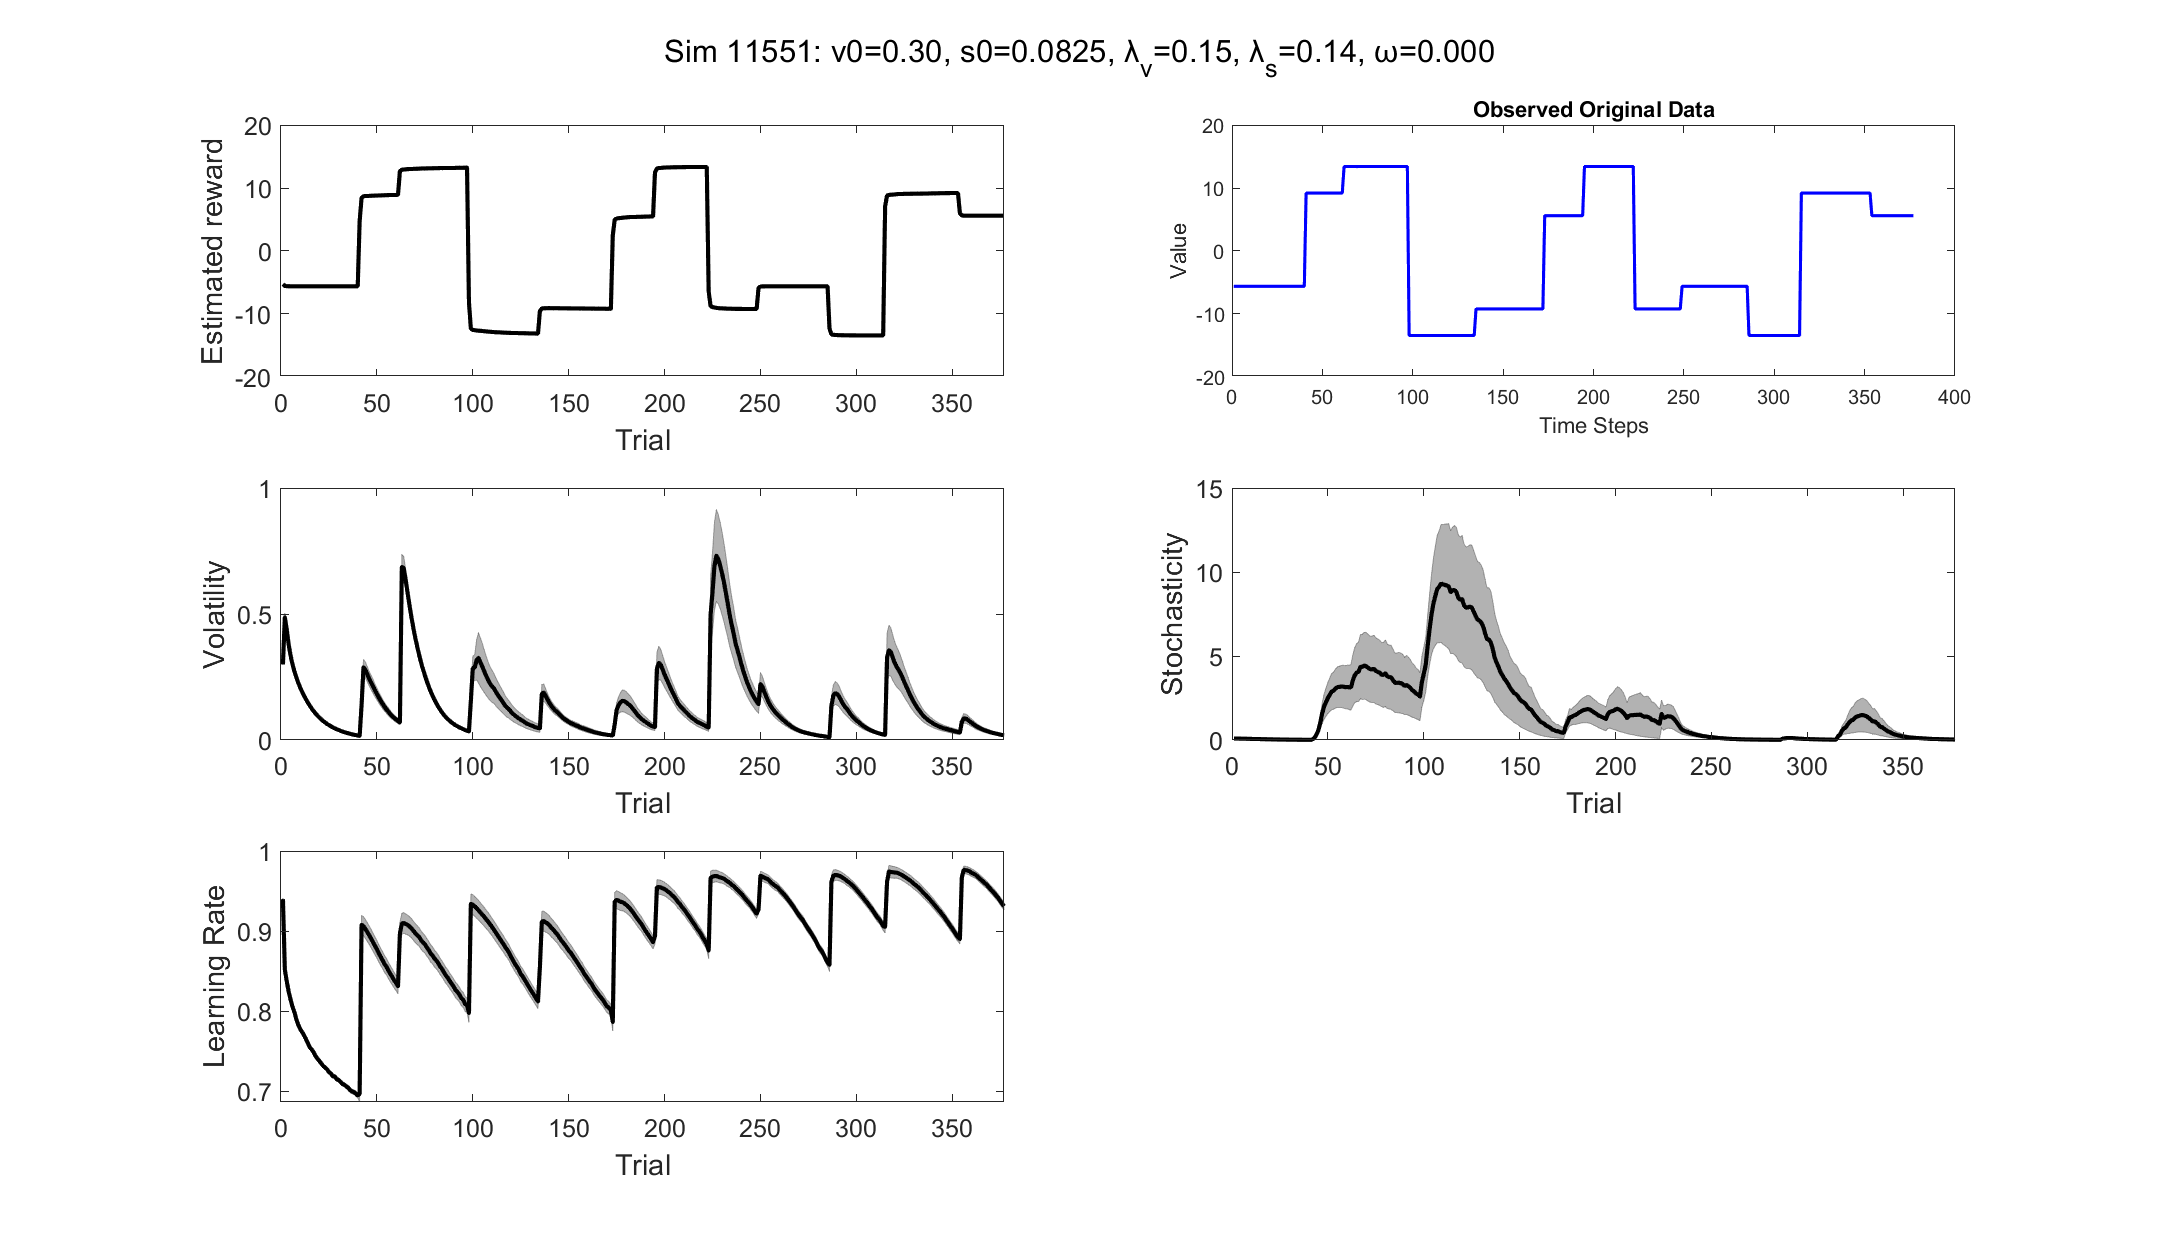 Sim 11551: v0=0.30, s0=0.0825, λv=0.15, λs=0.14, ω=0.000
Estimated reward
20
10
0
-10
-20
0 50 100 150 200 250 300 350
Trial
Observed Original Data
Value
20
10
0
-10
-20
0 50 100 150 200 250 300 350 400
Time Steps
Volatility
1
0.5
0
0 50 100 150 200 250 300 350
Trial
Stochasticity
15
10
5
0
0 50 100 150 200 250 300 350
Trial
Learning Rate
1
0.9
0.8
0.7
0 50 100 150 200 250 300 350
Trial